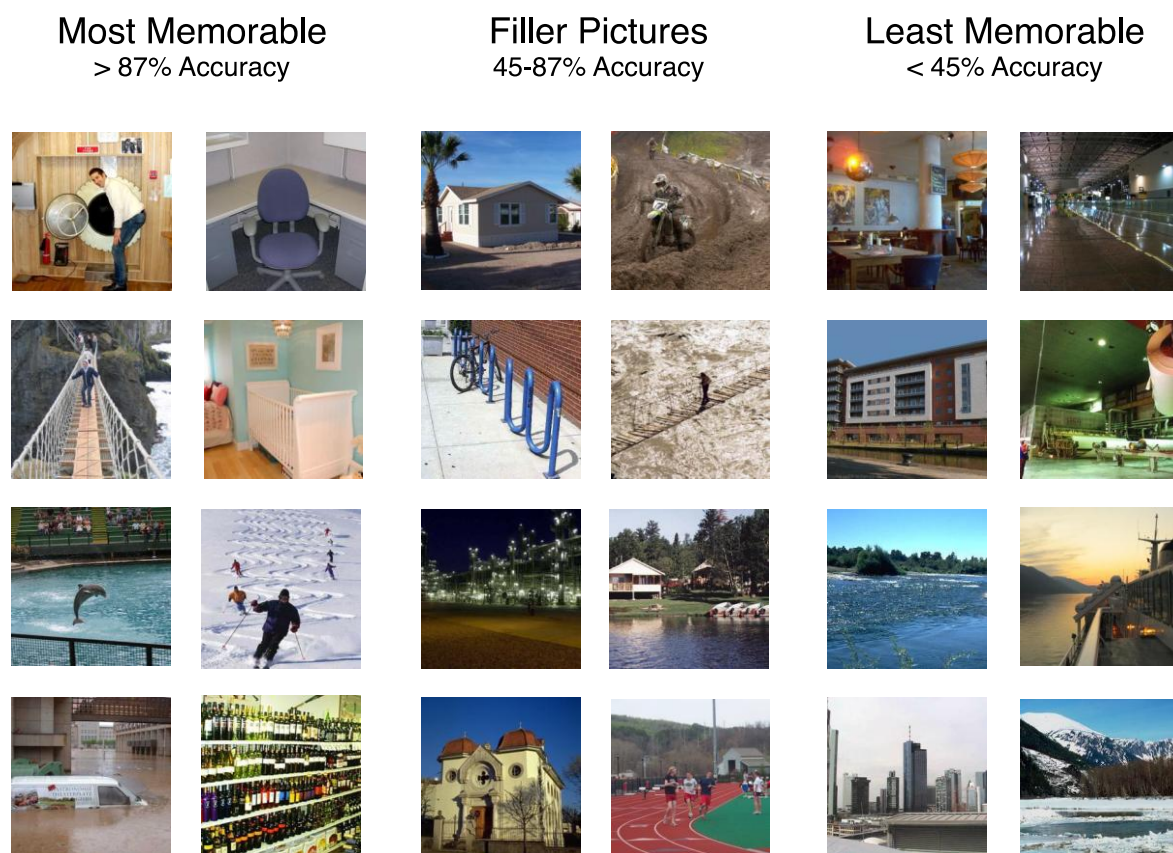 Most Memorable
> 87% Accuracy
Filler Pictures
45-87% Accuracy
Least Memorable
< 45% Accuracy